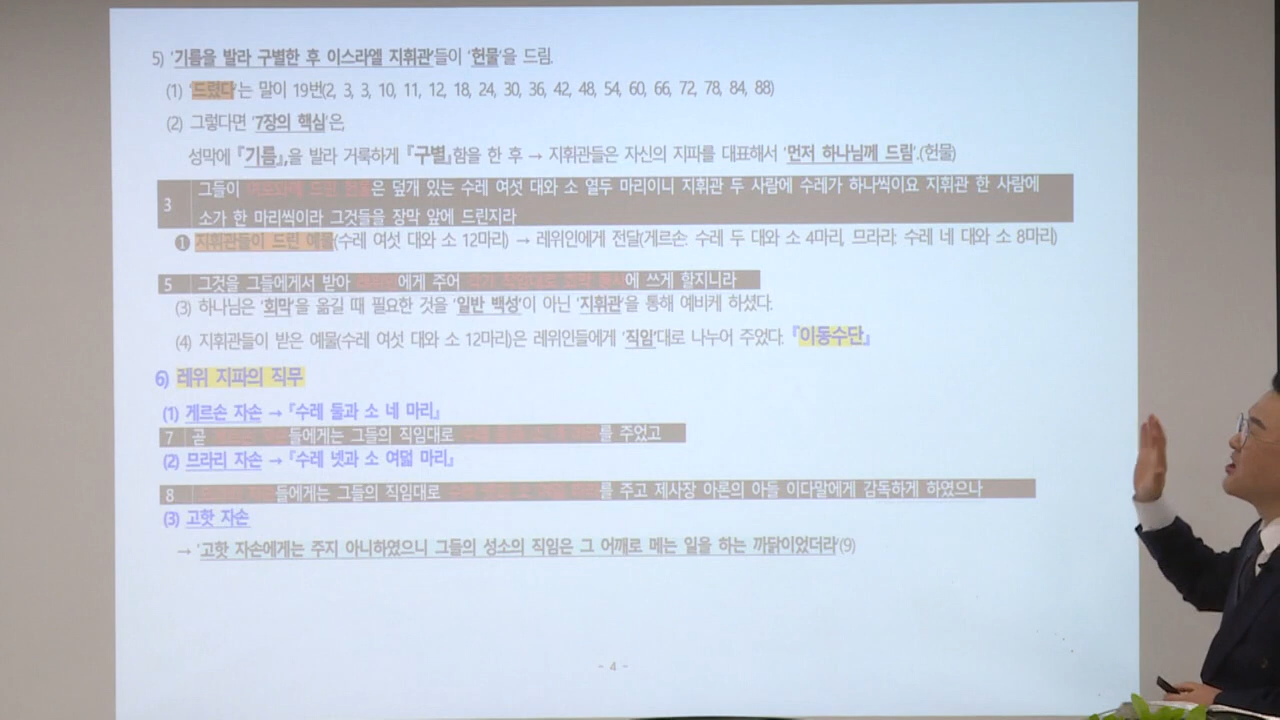 5) '기름을 발라 구별한 후 이스라엘 지휘관'들이 '헌물'을 드림.
(1) '드렸다'는 말이 19번(2, 3, 3, 10, 11, 12, 18, 24, 30, 36, 42, 48, 54, 60, 66, 72, 78, 84, 88)
(2) 그렇다면 '7장의 핵심'은,
성막에 『기름』,을 발라 거룩하게 『구별』함을 한 후 → 지휘관들은 자신의 지파를 대표해서 '먼저 하나님께 드림'.(헌물)
3 그들이 여호와께 드린 헌물은 덮개 있는 수레 여섯 대와 소 열두 마리이니 지휘관 두 사람에 수레가 하나씩이요 지휘관 한 사람에
소가 한 마리씩이라 그것들을 장막 앞에 드린지라
❶ 지휘관들이 드린 예물(수레 여섯 대와 소 12마리) → 레위인에게 전달(게르손: 수레 두 대와 소 4마리, 므라리: 수레 네 대와 소 8마리)
5 그것을 그들에게서 받아 에게 주어 에 쓰게 할지니라
(3) 하나님은 '회막'을 옮길 때 필요한 것을 '일반 백성'이 아닌 '지휘관'을 통해 예비케 하셨다.
(4) 지휘관들이 받은 예물(수레 여섯 대와 소 12마리)은 레위인들에게 '직임'대로 나누어 주었다. 『이동수단』
6) 레위 지파의 직무
(1) 게르손 자손 → 『수레 둘과 소 네 마리』
7 곧 들에게는 그들의 직임대로 를 주었고
(2) 므라리 자손 → 『수레 넷과 소 여덟 마리』
8 들에게는 그들의 직임대로 를 주고 제사장 아론의 아들 이다말에게 감독하게 하였으나
(3) 고핫 자손
→ '고핫 자손에게는 주지 아니하였으니 그들의 성소의 직임은 그 어깨로 메는 일을 하는 까닭이었더라'(9)
- 4 -